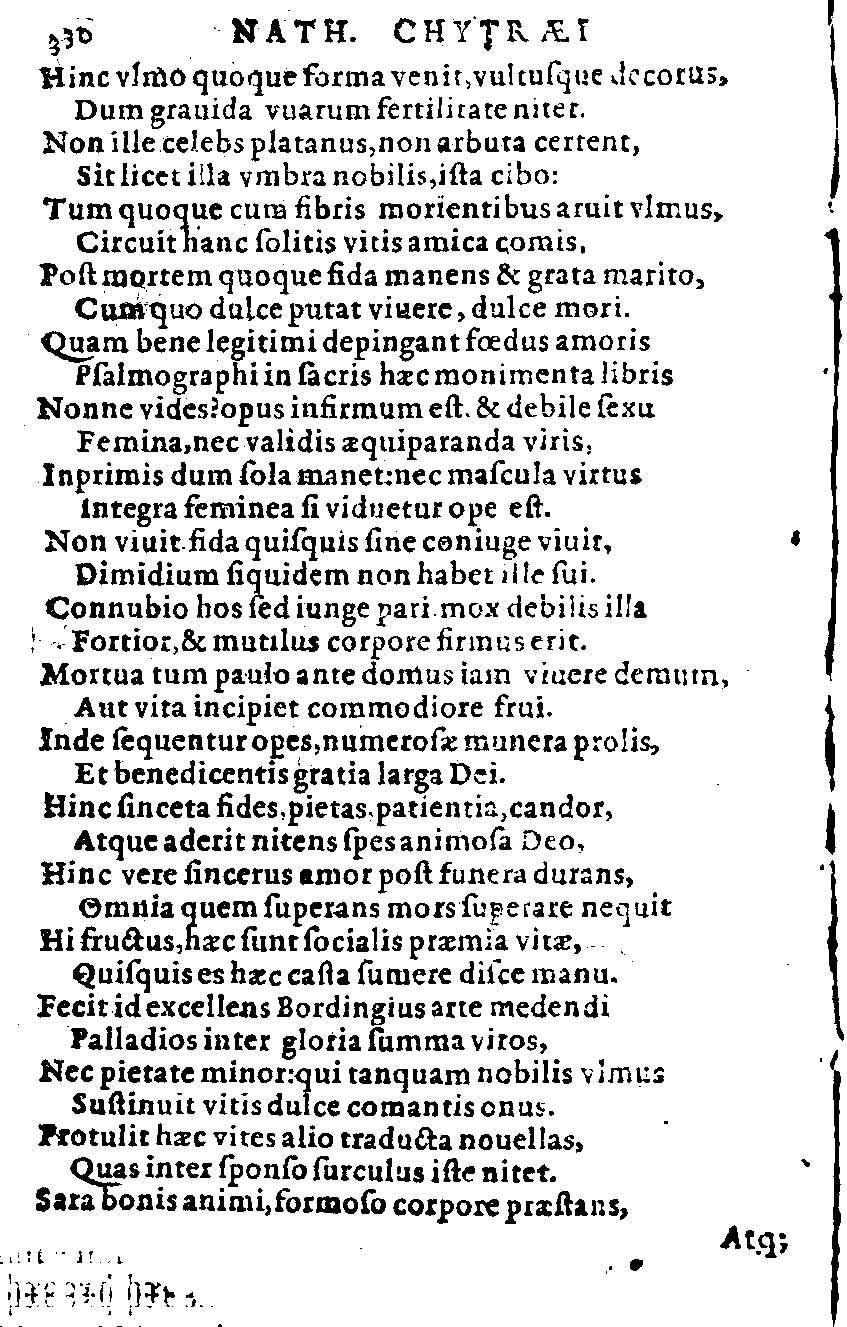 330 NATH. CHYTRÆI
Hinc vlmo quoque forma venit, vultuſque decorus,
Dum grauida vuarum fertilitate nitet.
Non ille celebs platanus, non arbuta certent,
Sit licet illa vmbra nobilis, iſta cibo:
Tum quoque cum fibris morientibus aruit vlmus,
Circuit hanc ſolitis vitis amica comis,
Poſt mortem quoque fida manens & grata marito,
Cum quo dulce putat viuere, dulce mori.
Quam bene legitimi depingant fœdus amoris
Pſalmographi in ſacris hæc monimenta libris
Nonne vides? opus infirmum eſt, & debile ſexu
Femina, nec validis æquiparanda viris,
Inprimis dum ſola manet: nec maſcula virtus
Integra feminea ſi viduetur ope eſt.
Non viuit fida quiſquis ſine coniuge viuit,
Dimidium ſiquidem non habet ille ſui.
Connubio hos ſed iunge pari mox debilis illa
Fortior, & mutilus corpore firmus erit.
Mortua tum paulo ante domus iam viuere demum,
Aut vita incipiet commodiore frui.
Inde ſequentur opes, numeroſæ munera prolis,
Et benedicentis gratia larga Dei.
Hinc ſinceta fides, pietas, patientia, candor,
Atque aderit nitens ſpes animoſa Deo,
Hinc vere ſincerus amor poſt funera durans,
Omnia quem ſuperans mors ſuperare nequit
Hi fructus, hæc ſunt ſocialis præmia vitæ,
Quiſquis es hæc caſta ſumere diſce manu.
Fecit id excellens Bordingius arte medendi
Palladios inter gloria ſumma viros,
Nec pietate minor: qui tanquam nobilis vlmus
Suſtinuit vitis dulce comantis onus.
Protulit hæc vites alio traducta nouellas,
Quas inter ſponſo ſurculus iſte nitet.
Sara bonis animi, formoſo corpore præſtans,
Atq;